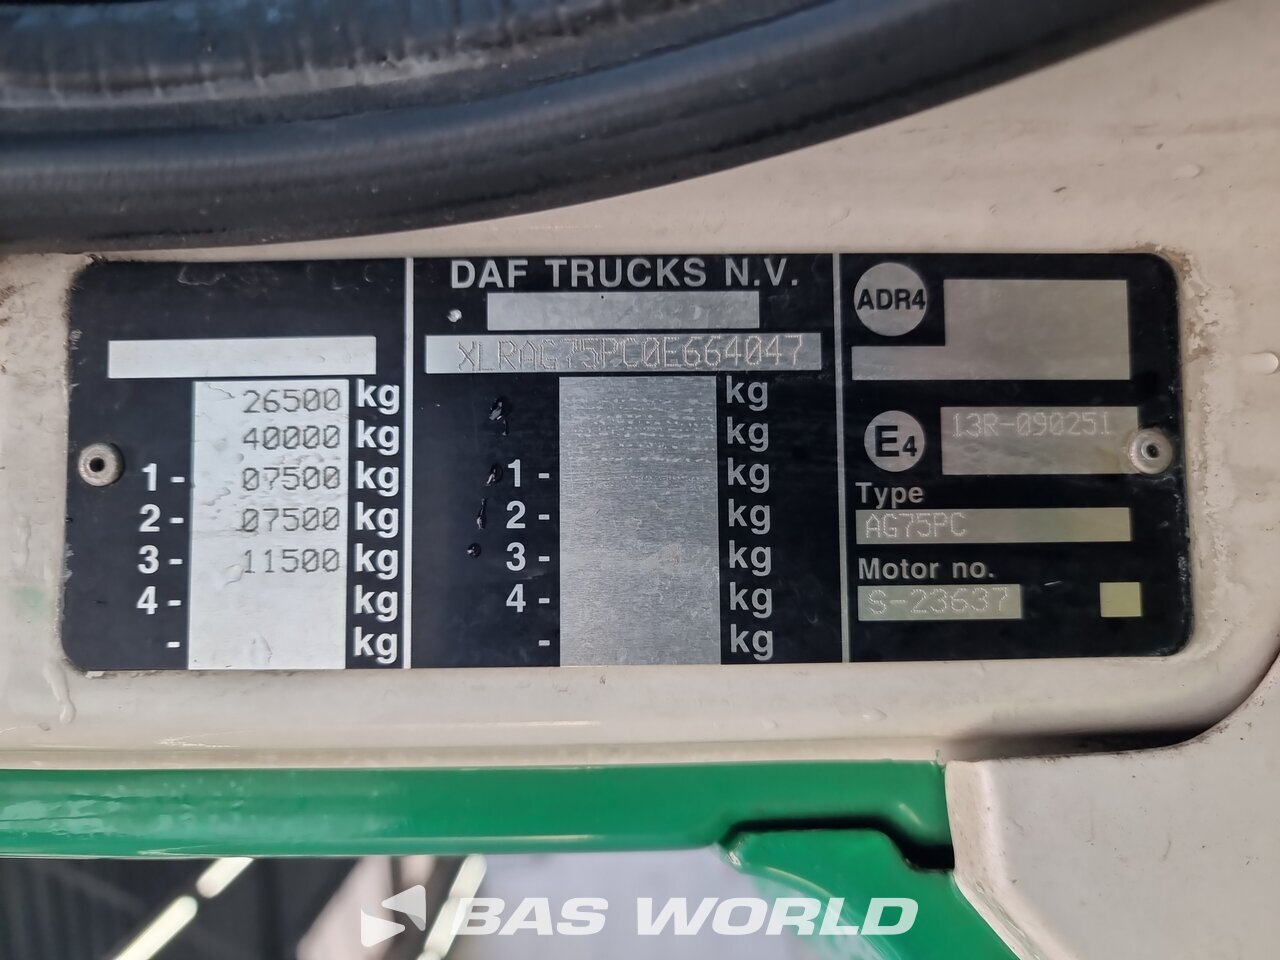 DAF TRUCKS N.V.
XLRAG75PC0E664047
26500 kg
40000 kg
1- 07500 kg
2- 07500 kg
3- 11500 kg
4- kg
- kg
kg
kg
1- kg
2- kg
3- kg
4- kg
- kg
ADR4
E4 13R-090251
Type
AG75PC
Motor no.
S-23637
BAS WORLD